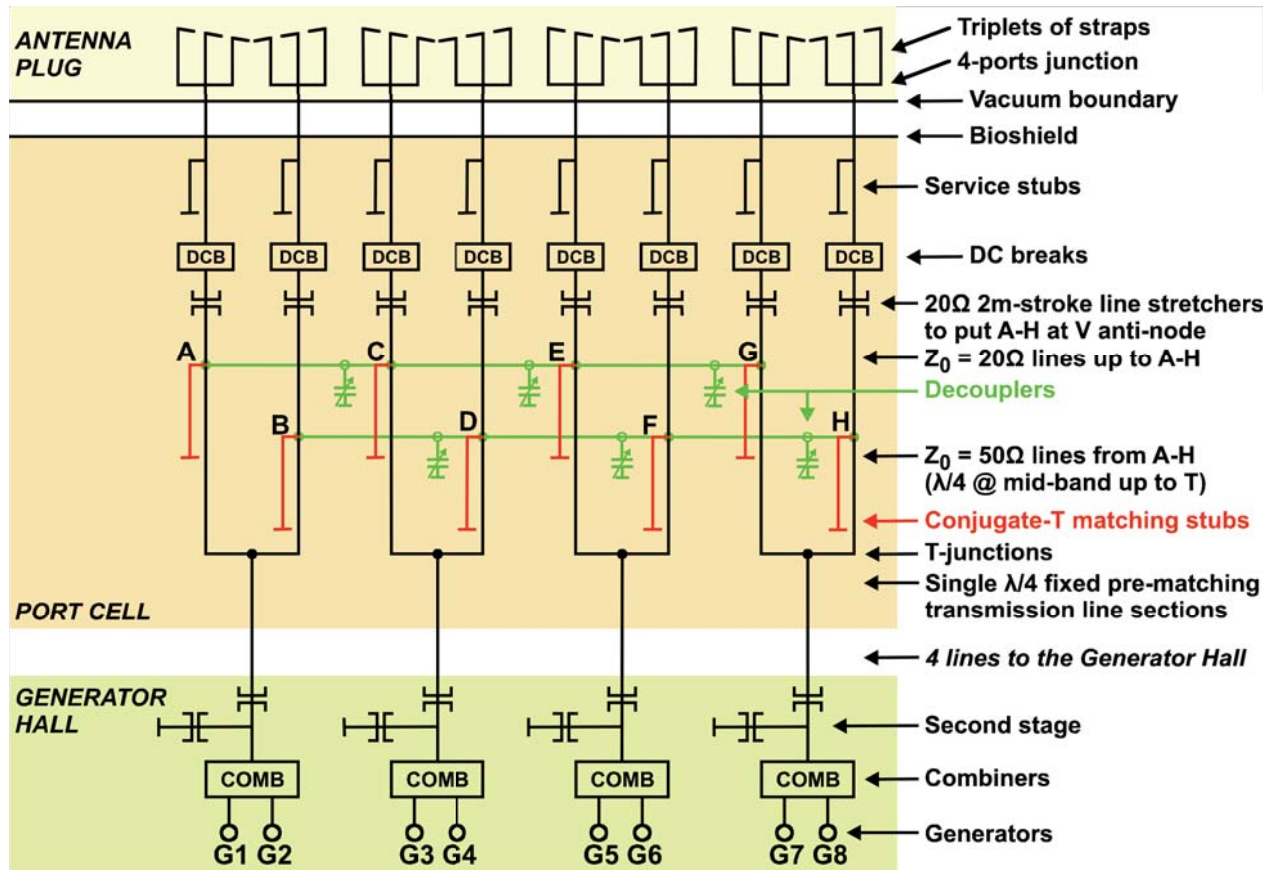 ANTENNA
PLUG
Triplets of straps
4-ports junction
Vacuum boundary
Bioshield
Service stubs
DCB DCB DCB DCB DCB DCB DCB DCB
DC breaks
20Ω 2m-stroke line stretchers
to put A-H at V anti-node
A C E G
Z0 = 20Ω lines up to A-H
Decouplers
B D F H
Z0 = 50Ω lines from A-H
(λ/4 @ mid-band up to T)
Conjugate-T matching stubs
T-junctions
Single λ/4 fixed pre-matching
transmission line sections
PORT CELL
4 lines to the Generator Hall
GENERATOR
HALL
Second stage
COMB COMB COMB COMB
Combiners
Generators
G1 G2 G3 G4 G5 G6 G7 G8